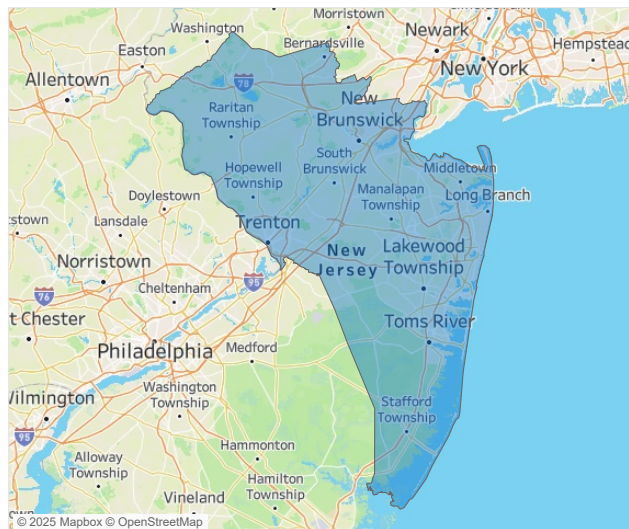 Morristown
Washington
Newark
Bernardsville
Easton
Hempstead
New York
Allentown
78
Raritan
Township
New
Brunswick
South
Brunswick
Middletown
Hopewell
Township
Manalapan
Township
Long Branch
Doylestown
Lansdale
Trenton
New
Jersey
Lakewood
Township
Norristown
95
76
Cheltenham
t Chester
Toms River
Philadelphia
Medford
Washington
Township
Wilmington
Stafford
Township
95
Hammonton
Alloway
Township
Hamilton
Township
Vineland
© 2025 Mapbox © OpenStreetMap